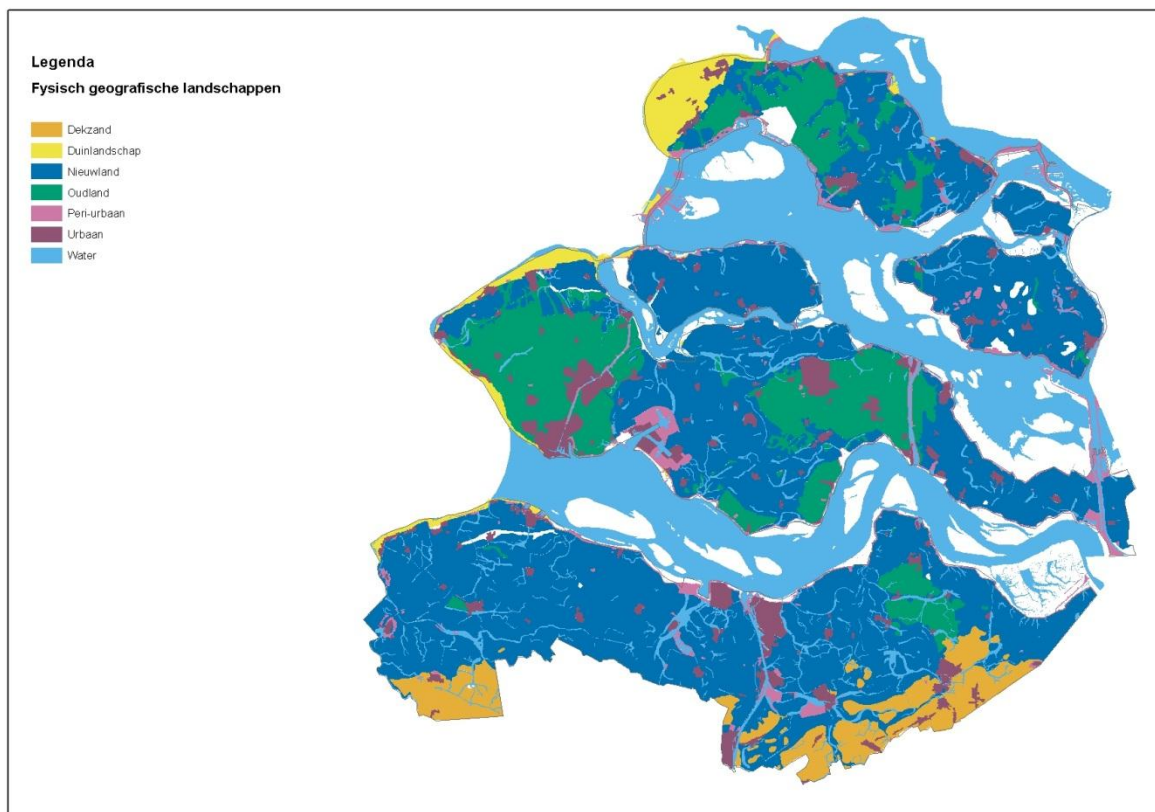 Legenda
Fysisch geografische landschappen
Dekzand
Duinlandschap
Nieuwland
Oudland
Peri-urbaan
Urbaan
Water